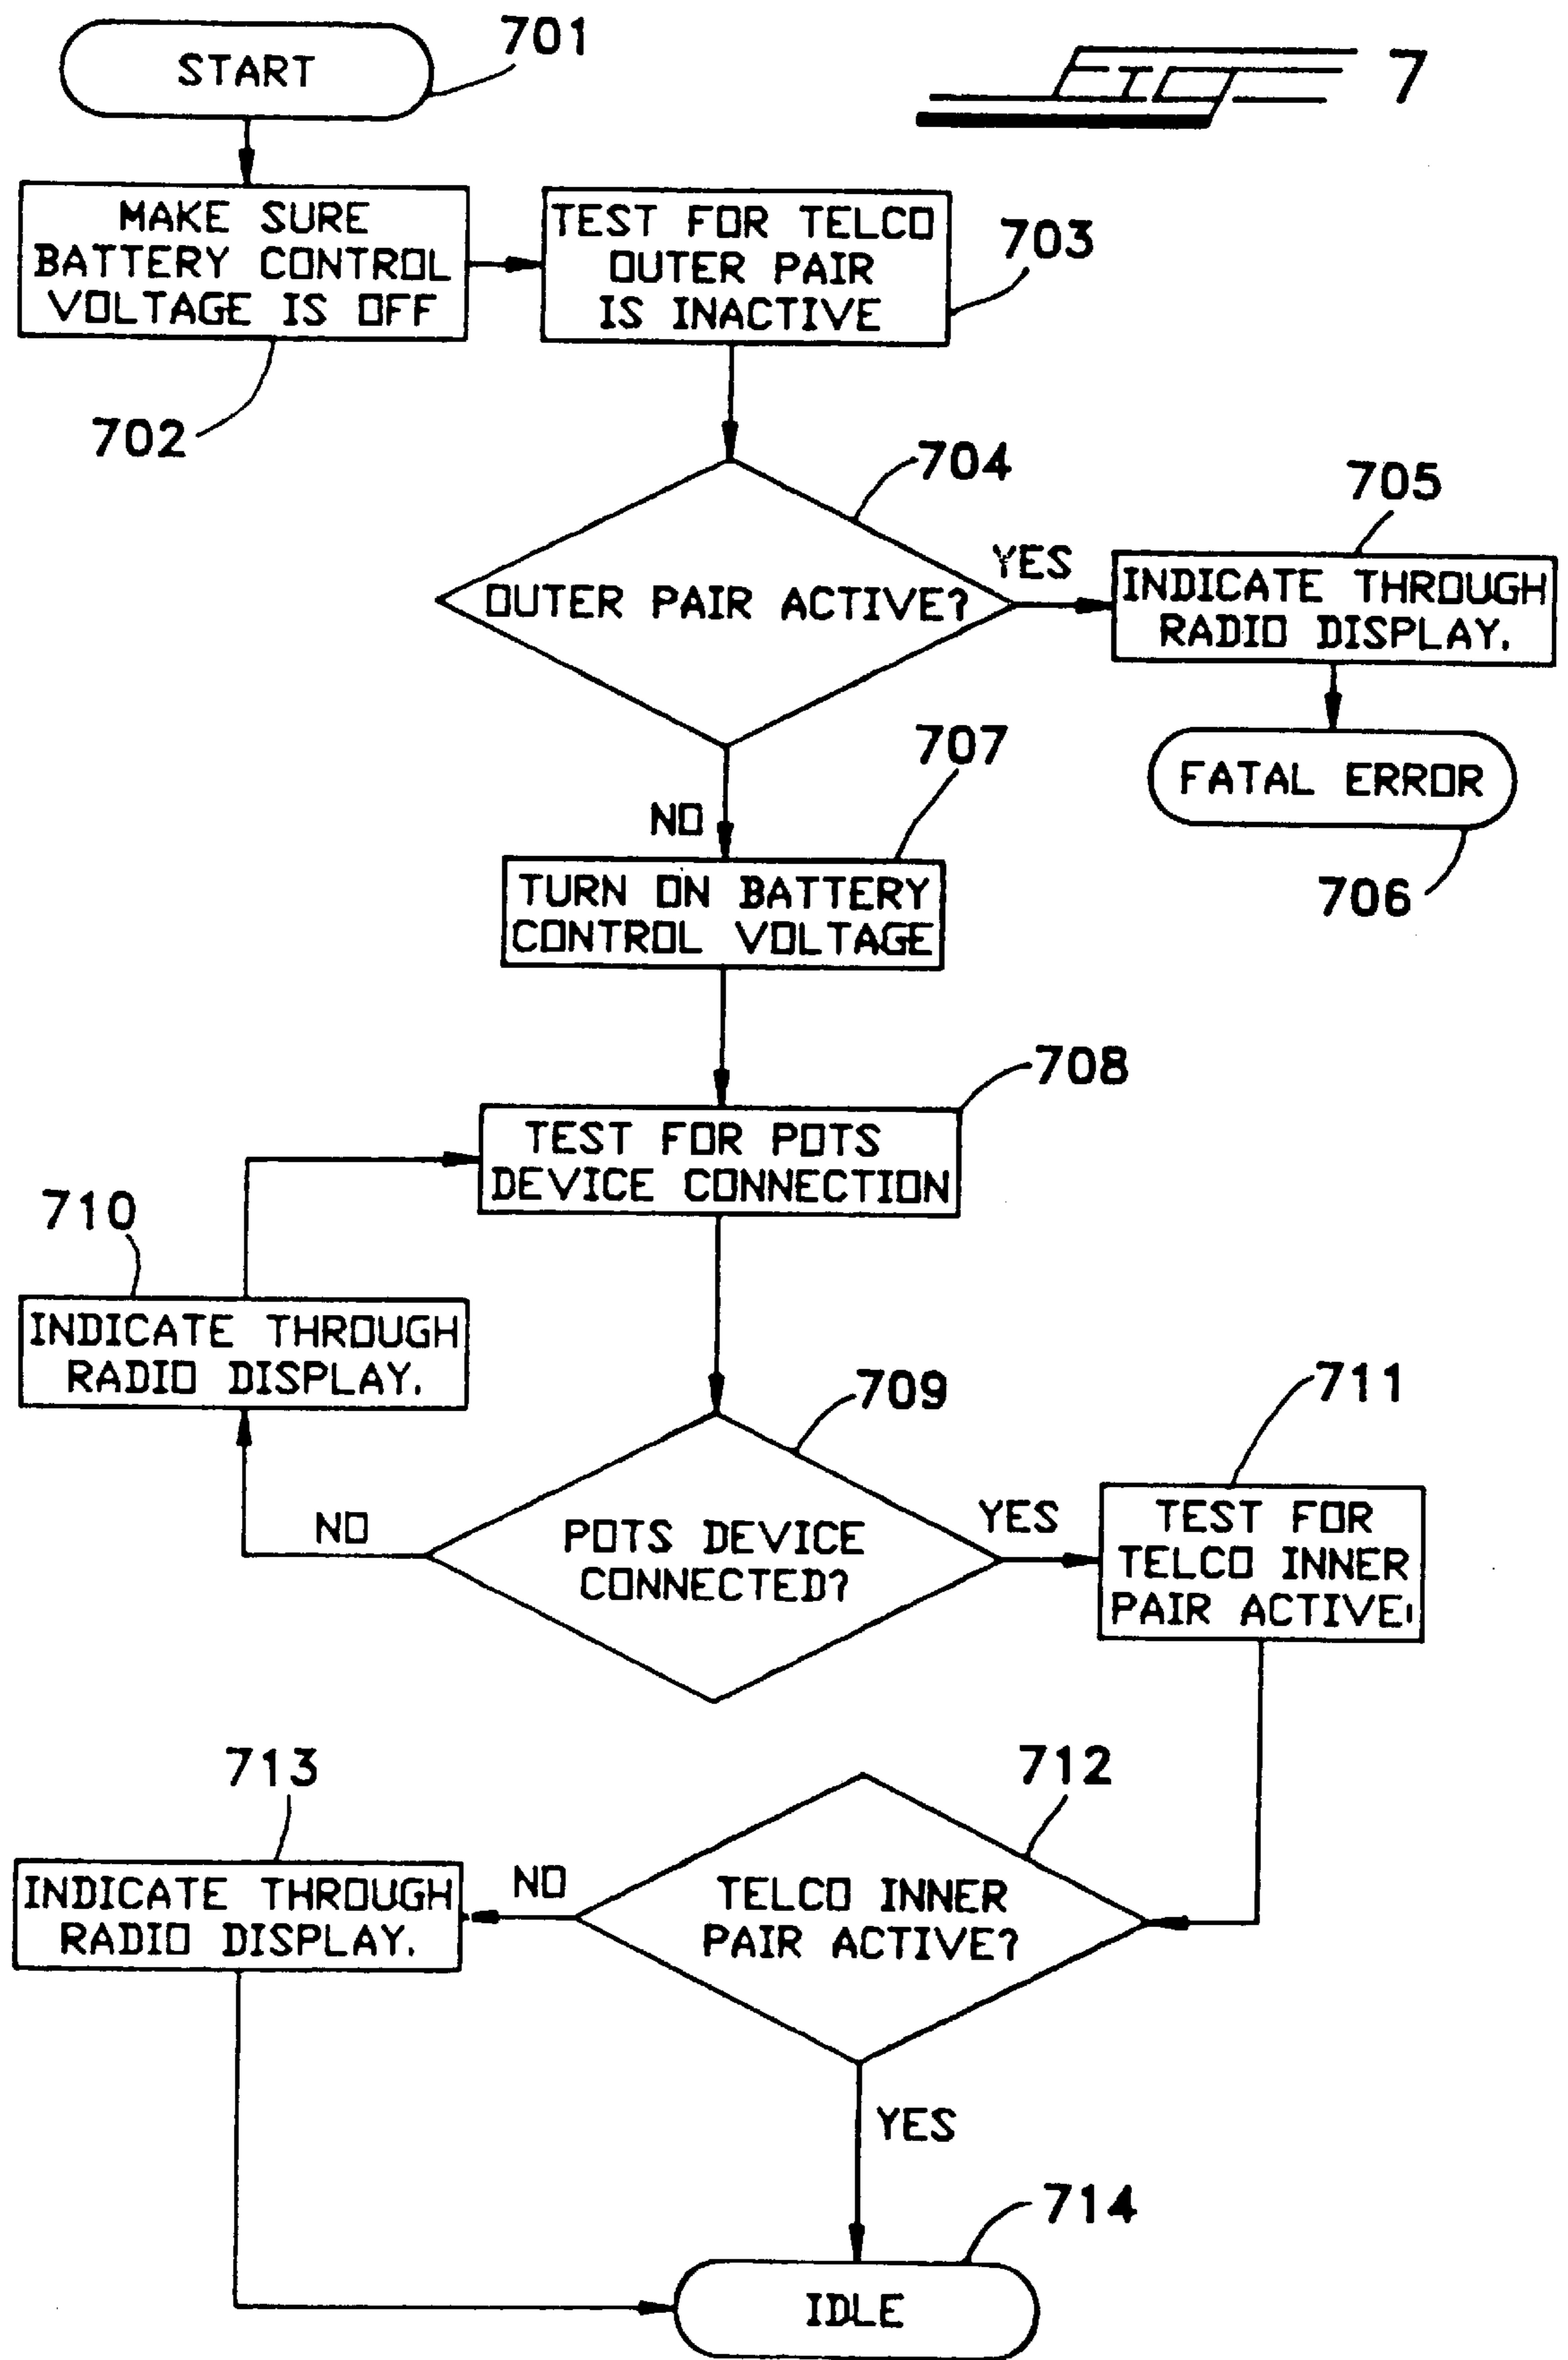 701
START
FIG 7
MAKE SURE
BATTERY CONTROL
VOLTAGE IS OFF
TEST FOR TELCO
OUTER PAIR
IS INACTIVE
703
702
704
705
YES
OUTER PAIR ACTIVE?
INDICATE THROUGH
RADIO DISPLAY.
707
FATAL ERROR
NO
706
TURN ON BATTERY
CONTROL VOLTAGE
708
TEST FOR POTS
DEVICE CONNECTION
710
INDICATE THROUGH
RADIO DISPLAY.
709
711
NO
POTS DEVICE
CONNECTED?
YES
TEST FOR
TELCO INNER
PAIR ACTIVE.
713
712
INDICATE THROUGH
RADIO DISPLAY.
NO
TELCO INNER
PAIR ACTIVE?
YES
714
IDLE